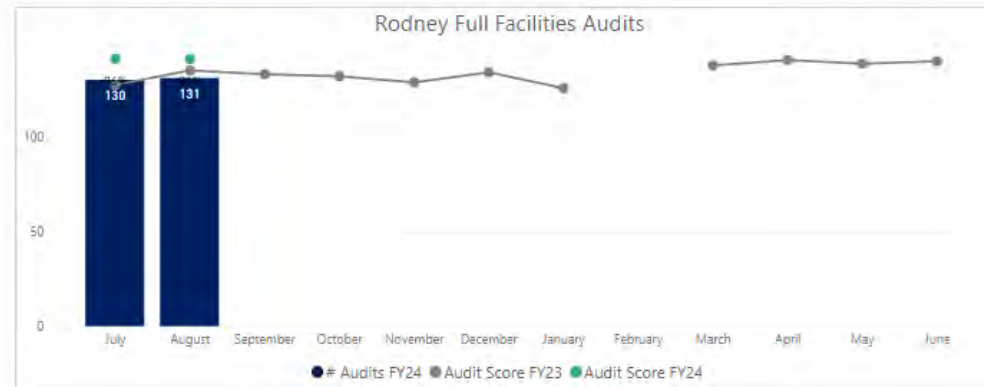 Rodney Full Facilities Audits
130
131
100
50
0
July August September October November December January February March April May June
# Audits FY24 Audit Score FY23 Audit Score FY24